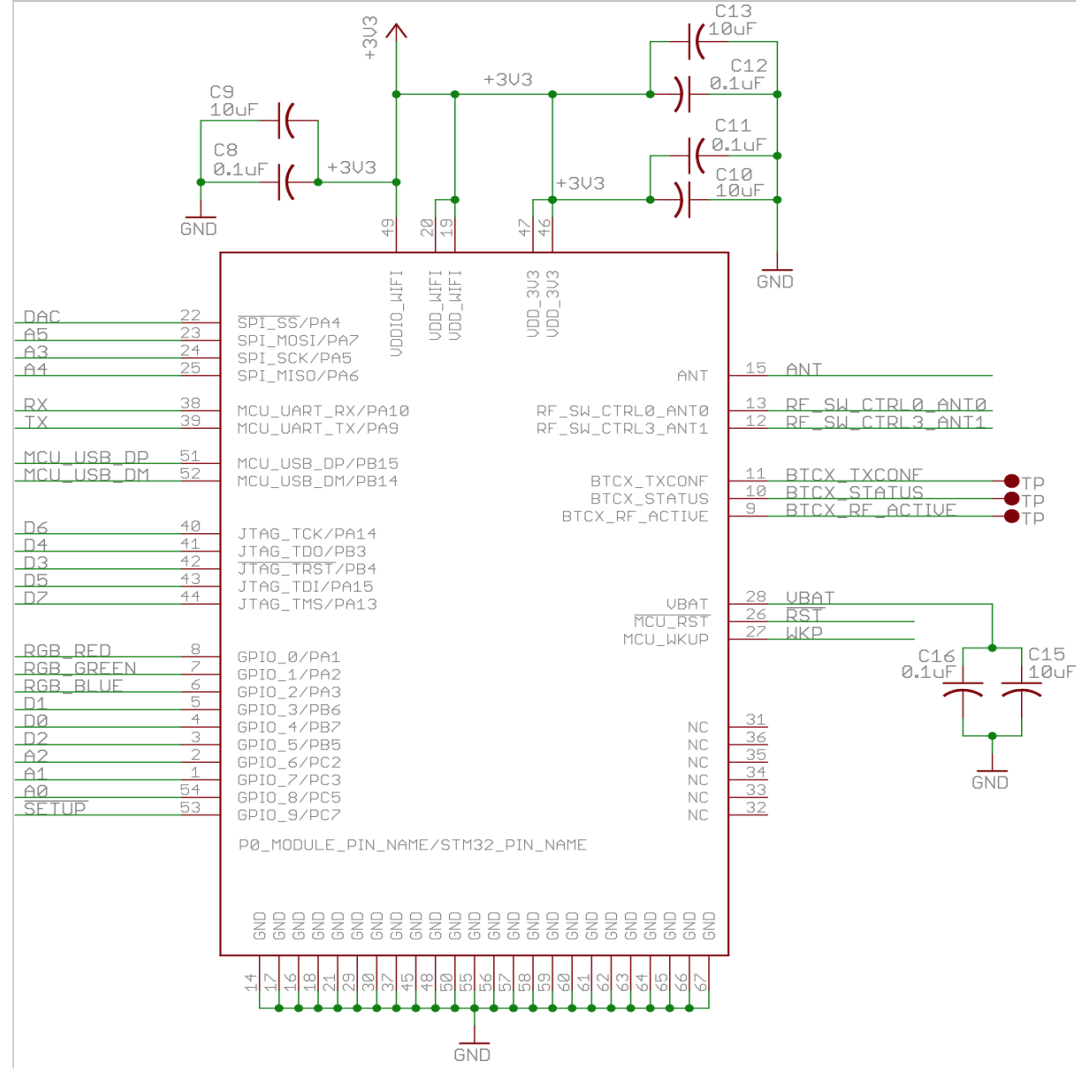 +3V3
C13
10uF
C12
0.1uF
+3V3
C9
10uF
C8
0.1uF
+3V3
C11
0.1uF
C10
10uF
+3V3
GND
GND
49
20
19
47
46
VDDIO_WIFI
VDD_WIFI
VDD_WIFI
VDD_3V3
VDD_3V3
DAC 22 SPI_SS/PA4
A5 23 SPI_MOSI/PA7
A3 24 SPI_SCK/PA5
A4 25 SPI_MISO/PA6
ANT 15 ANT
RX 38 MCU_UART_RX/PA10
RF_SW_CTRL0_ANT0 13 RF_SW_CTRL0_ANT0
TX 39 MCU_UART_TX/PA9
RF_SW_CTRL3_ANT1 12 RF_SW_CTRL3_ANT1
MCU_USB_DP 51 MCU_USB_DP/PB15
MCU_USB_DM 52 MCU_USB_DM/PB14
BTCX_TXCONF 11 BTCX_TXCONF TP
BTCX_STATUS 10 BTCX_STATUS TP
BTCX_RF_ACTIVE 9 BTCX_RF_ACTIVE TP
D6 40 JTAG_TCK/PA14
D4 41 JTAG_TDO/PB3
D3 42 JTAG_TRST/PB4
D5 43 JTAG_TDI/PA15
D7 44 JTAG_TMS/PA13
VBAT 28 VBAT
MCU_RST 26 RST
MCU_WKUP 27 WKP
C16
0.1uF
C15
10uF
GND
RGB_RED 8 GPIO_0/PA1
RGB_GREEN 7 GPIO_1/PA2
RGB_BLUE 6 GPIO_2/PA3
D1 5 GPIO_3/PB6
D0 4 GPIO_4/PB7
D2 3 GPIO_5/PB5
A2 2 GPIO_6/PC2
A1 1 GPIO_7/PC3
A0 54 GPIO_8/PC5
SETUP 53 GPIO_9/PC7
NC 31
NC 36
NC 35
NC 34
NC 33
NC 32
P0_MODULE_PIN_NAME/STM32_PIN_NAME
GND GND GND GND GND GND GND GND GND GND GND GND GND GND GND GND GND GND GND GND GND GND GND GND
14 17 16 18 21 29 30 37 45 48 50 55 56 57 58 59 60 61 62 63 64 65 66 67
GND